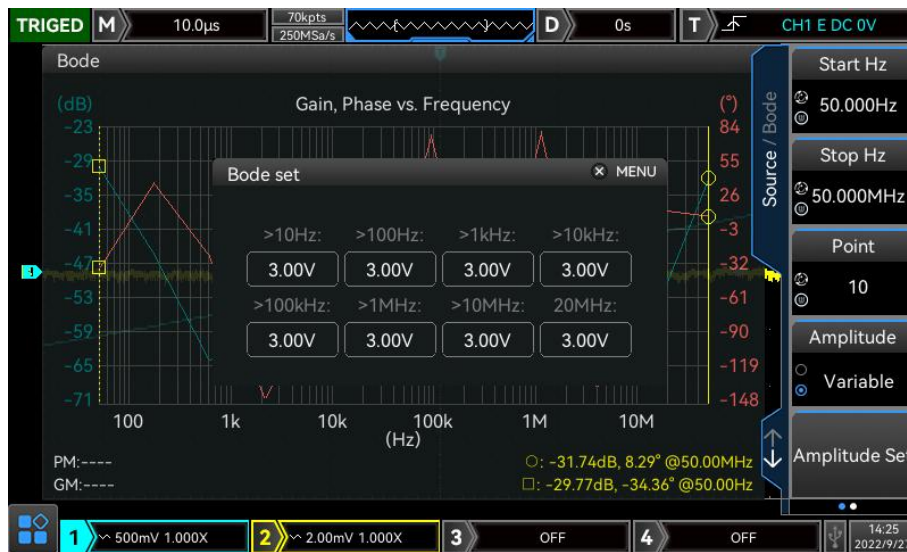 TRIGED M 10.0μs 70kpts D 0s T CH1 E DC 0V
250MSa/s
Bode
Source / Bode
Start Hz
50.000Hz
Stop Hz
50.000MHz
Point
10
Amplitude
Variable
Amplitude Se
(dB) Gain, Phase vs. Frequency (°)
-23 84
-29 55
-35 26
-41 -3
-47 -32
-53 -61
-59 -90
-65 -119
-71 -148
Bode set MENU
>10Hz: >100Hz: >1kHz: >10kHz:
3.00V 3.00V 3.00V 3.00V
>100kHz: >1MHz: >10MHz: 20MHz:
3.00V 3.00V 3.00V 3.00V
100 1k 10k 100k 1M 10M
(Hz)
PM:---- ○: -31.74dB, 8.29° @50.00MHz
GM:---- □: -29.77dB, -34.36° @50.00Hz
1 500mV 1.000X 2 2.00mV 1.000X 3 OFF 4 OFF 14:25
2022/9/2